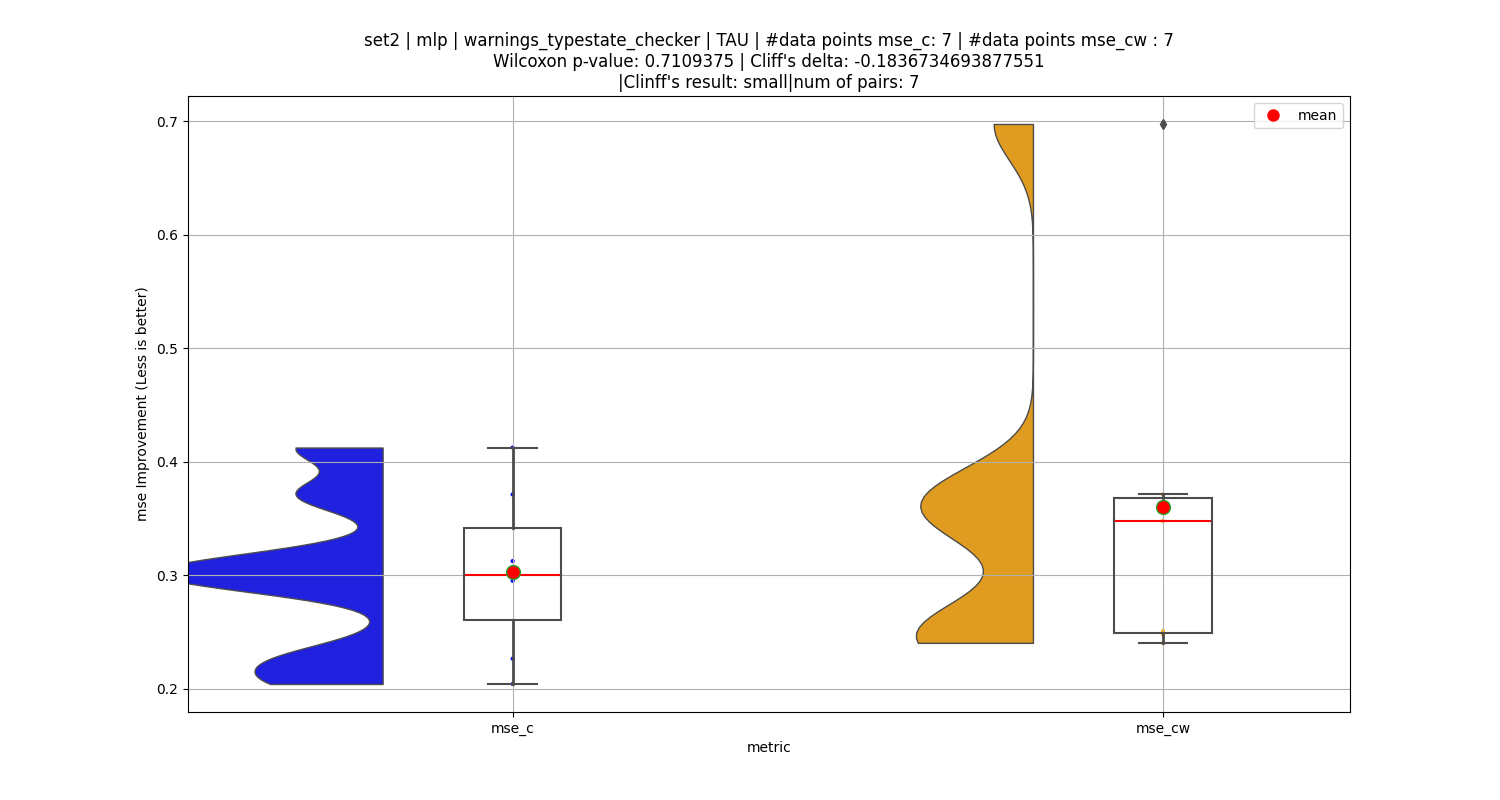 set2 | mlp | warnings_typestate_checker | TAU | #data points mse_c: 7 | #data points mse_cw : 7
Wilcoxon p-value: 0.7109375 | Cliff's delta: -0.1836734693877551
|Clinff's result: small|num of pairs: 7
mean
0.7
0.6
0.5
0.4
0.3
0.2
mse Improvement (Less is better)
mse_c
mse_cw
metric